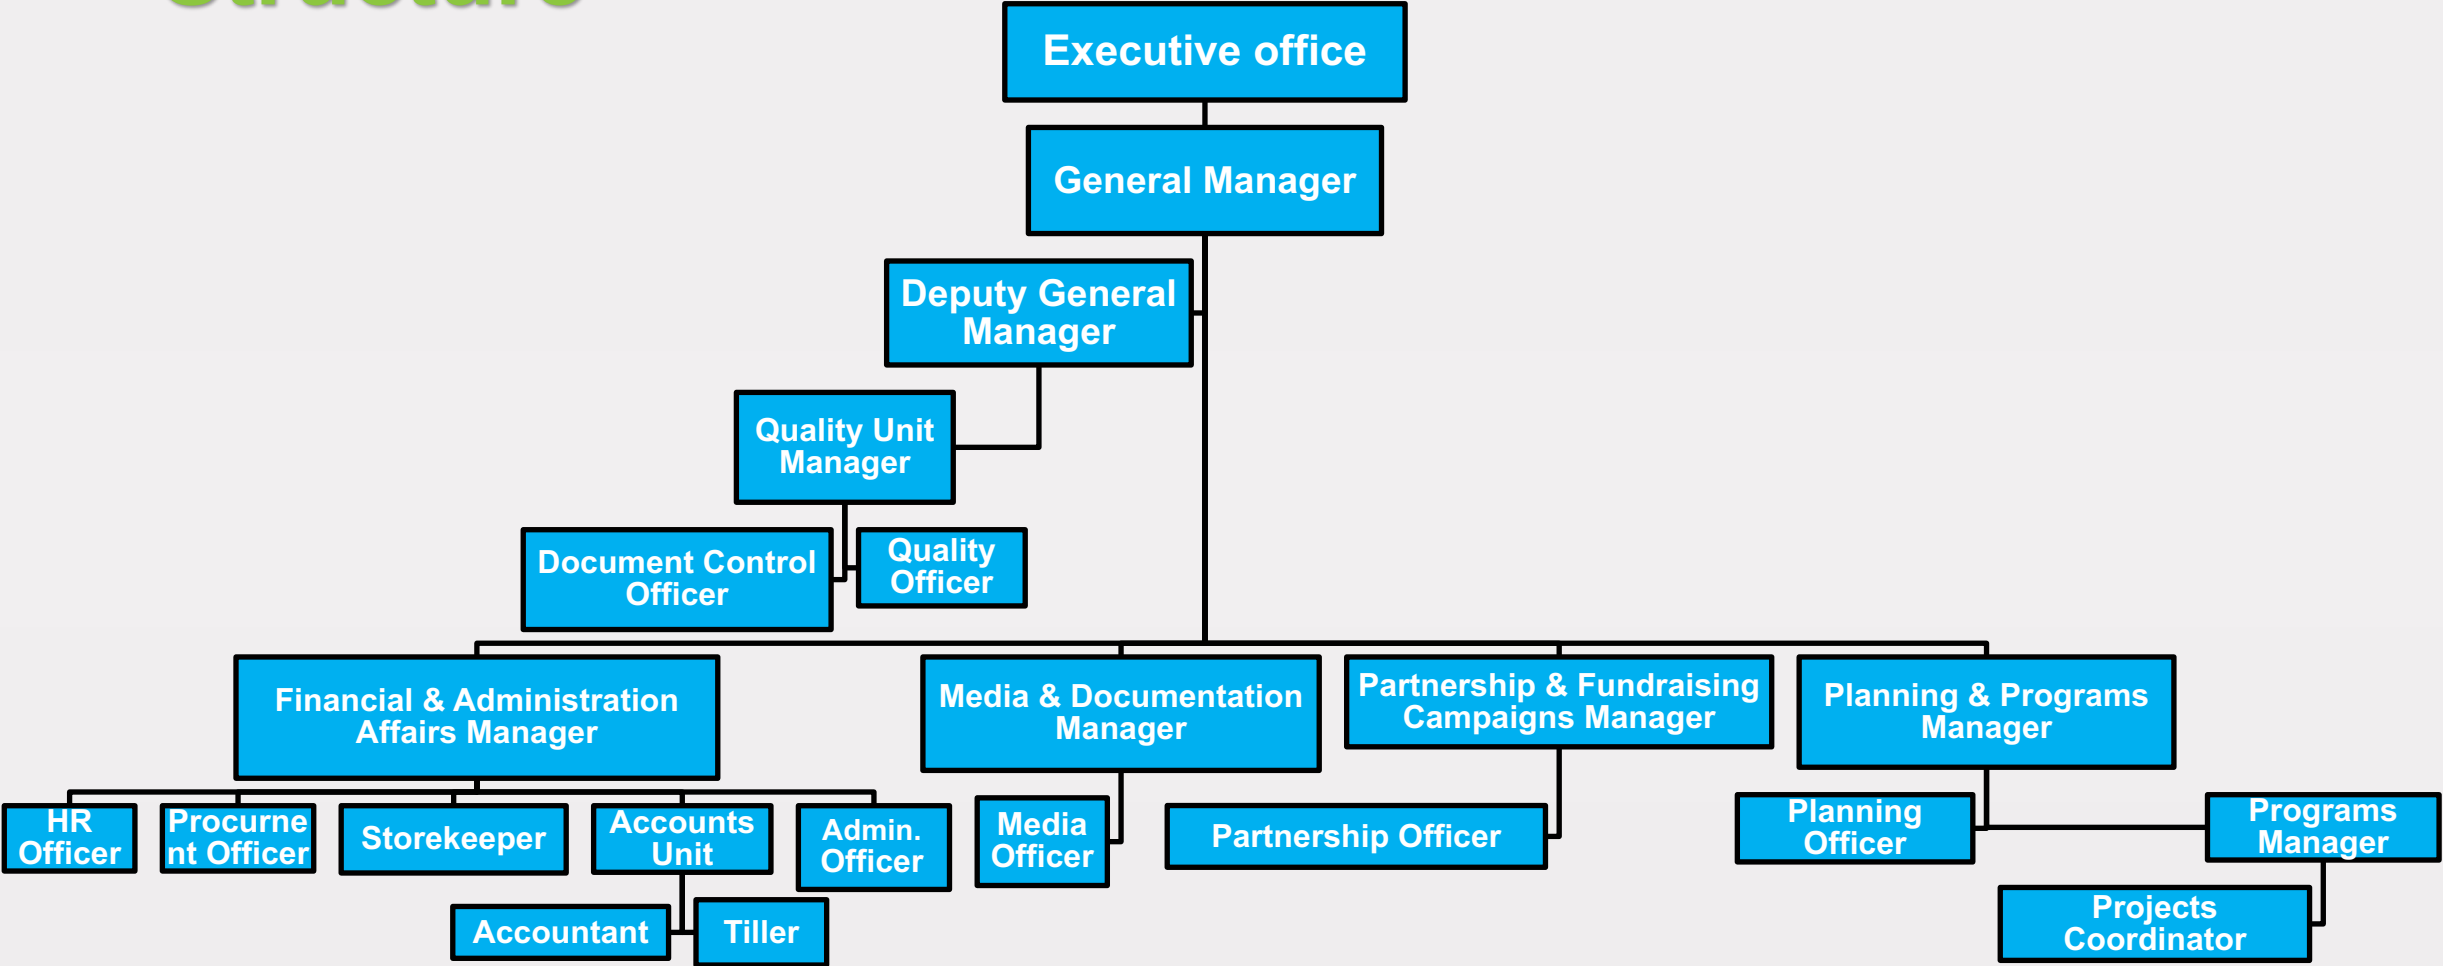 Structure
Executive office
General Manager
Deputy General
Manager
Quality Unit
Manager
Document Control
Officer
Quality
Officer
Financial & Administration
Affairs Manager
Media & Documentation
Manager
Partnership & Fundraising
Campaigns Manager
Planning & Programs
Manager
HR
Officer
Procurne
nt Officer
Storekeeper
Accounts
Unit
Admin.
Officer
Media
Officer
Partnership Officer
Planning
Officer
Programs
Manager
Accountant
Tiller
Projects
Coordinator